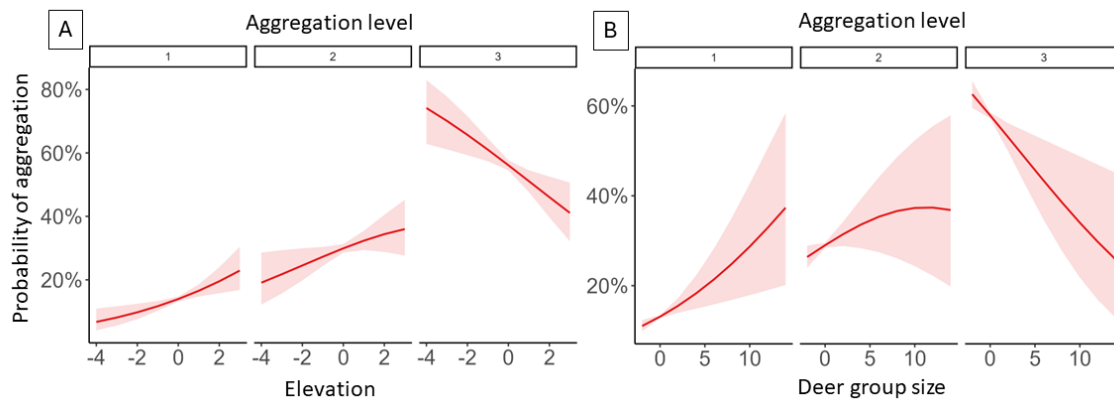 A
Aggregation level
1
2
3
Probability of aggregation
80%
60%
40%
20%
-4 -2 0 2 -4 -2 0 2 -4 -2 0 2
Elevation
B
Aggregation level
1
2
3
60%
40%
20%
0 5 10 0 5 10 0 5 10
Deer group size